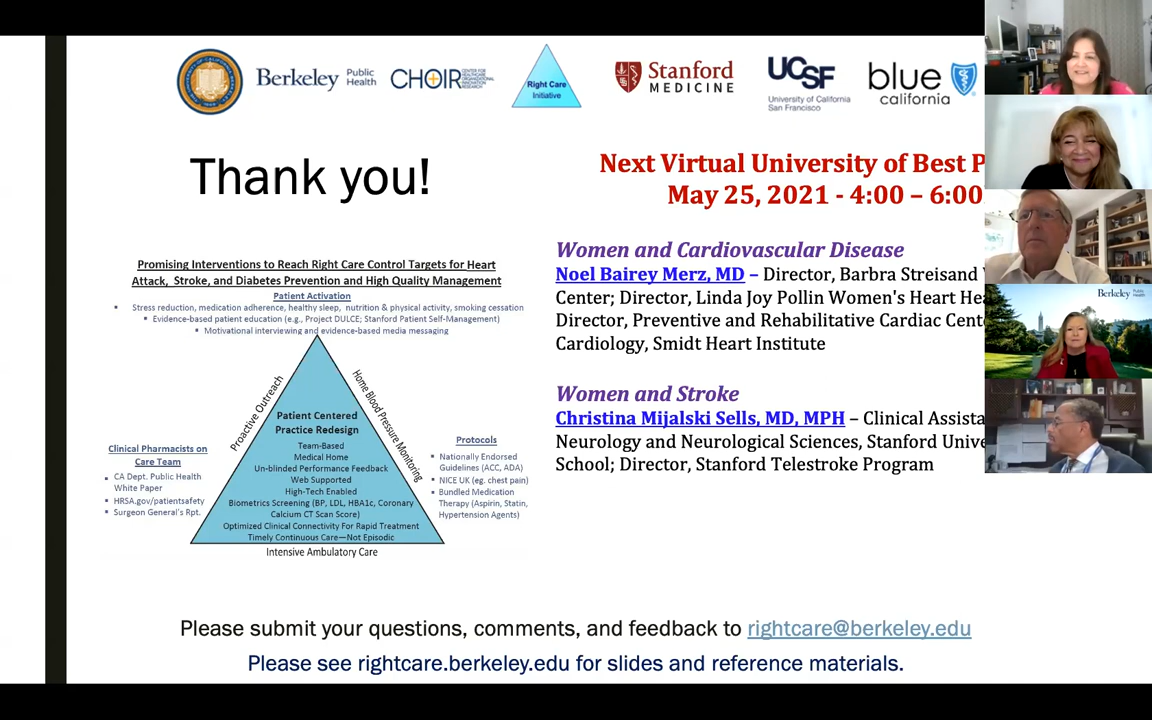 Berkeley Public Health
CHOIR CENTER FOR HEALTHCARE ORGANIZATIONAL INNOVATION RESEARCH
Right Care Initiative
Stanford MEDICINE
UCSF
University of California
San Francisco
blue
california
Thank you!
Next Virtual University of Best P
May 25, 2021 - 4:00 – 6:00
Women and Cardiovascular Disease
Noel Bairey Merz, MD – Director, Barbra Streisand
Center; Director, Linda Joy Pollin Women's Heart Hea
Director, Preventive and Rehabilitative Cardiac Cent
Cardiology, Smidt Heart Institute
Women and Stroke
Christina Mijalski Sells, MD, MPH – Clinical Assista
Neurology and Neurological Sciences, Stanford Unive
School; Director, Stanford Telestroke Program
Promising Interventions to Reach Right Care Control Targets for Heart
Attack, Stroke, and Diabetes Prevention and High Quality Management
Patient Activation
▪ Stress reduction, medication adherence, healthy sleep, nutrition & physical activity, smoking cessation
▪ Evidence-based patient education (e.g., Project DULCE; Stanford Patient Self-Management)
▪ Motivational interviewing and evidence-based media messaging
Proactive Outreach
Home Blood Pressure Monitoring
Patient Centered
Practice Redesign
Team-Based
Medical Home
Un-blinded Performance Feedback
Web Supported
High-Tech Enabled
Biometrics Screening (BP, LDL, HBA1c, Coronary
Calcium CT Scan Score)
Optimized Clinical Connectivity For Rapid Treatment
Timely Continuous Care—Not Episodic
Intensive Ambulatory Care
Clinical Pharmacists on
Care Team
▪ CA Dept. Public Health
White Paper
▪ HRSA.gov/patientsafety
▪ Surgeon General's Rpt.
Protocols
▪ Nationally Endorsed
Guidelines (ACC, ADA)
▪ NICE UK (eg. chest pain)
▪ Bundled Medication
Therapy (Aspirin, Statin,
Hypertension Agents)
Please submit your questions, comments, and feedback to rightcare@berkeley.edu
Please see rightcare.berkeley.edu for slides and reference materials.
Berkeley Public Health